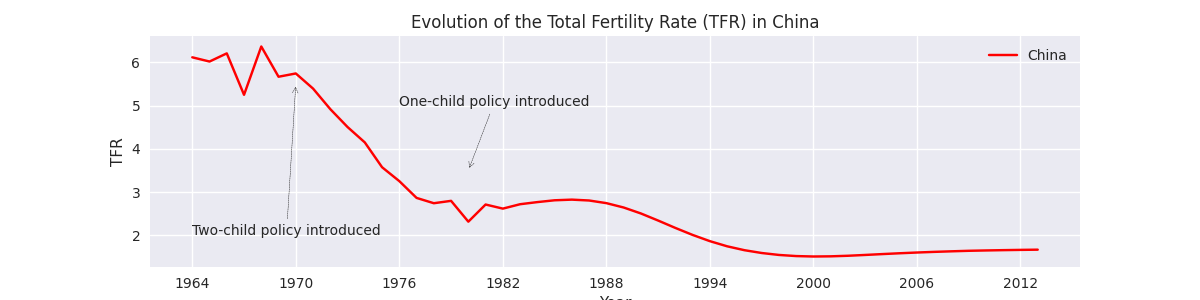 Evolution of the Total Fertility Rate (TFR) in China
China
One-child policy introduced
Two-child policy introduced
TFR
6
5
4
3
2
1964 1970 1976 1982 1988 1994 2000 2006 2012
Year